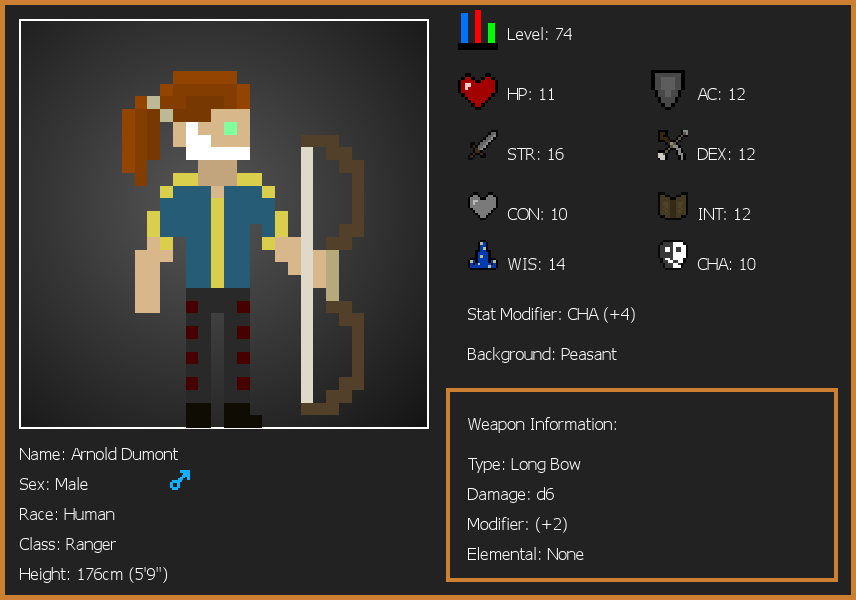 Level: 74
HP: 11
AC: 12
STR: 16
DEX: 12
CON: 10
INT: 12
WIS: 14
CHA: 10
Stat Modifier: CHA (+4)
Background: Peasant
Weapon Information:
Type: Long Bow
Damage: d6
Modifier: (+2)
Elemental: None
Name: Arnold Dumont
Sex: Male
Race: Human
Class: Ranger
Height: 176cm (5'9")